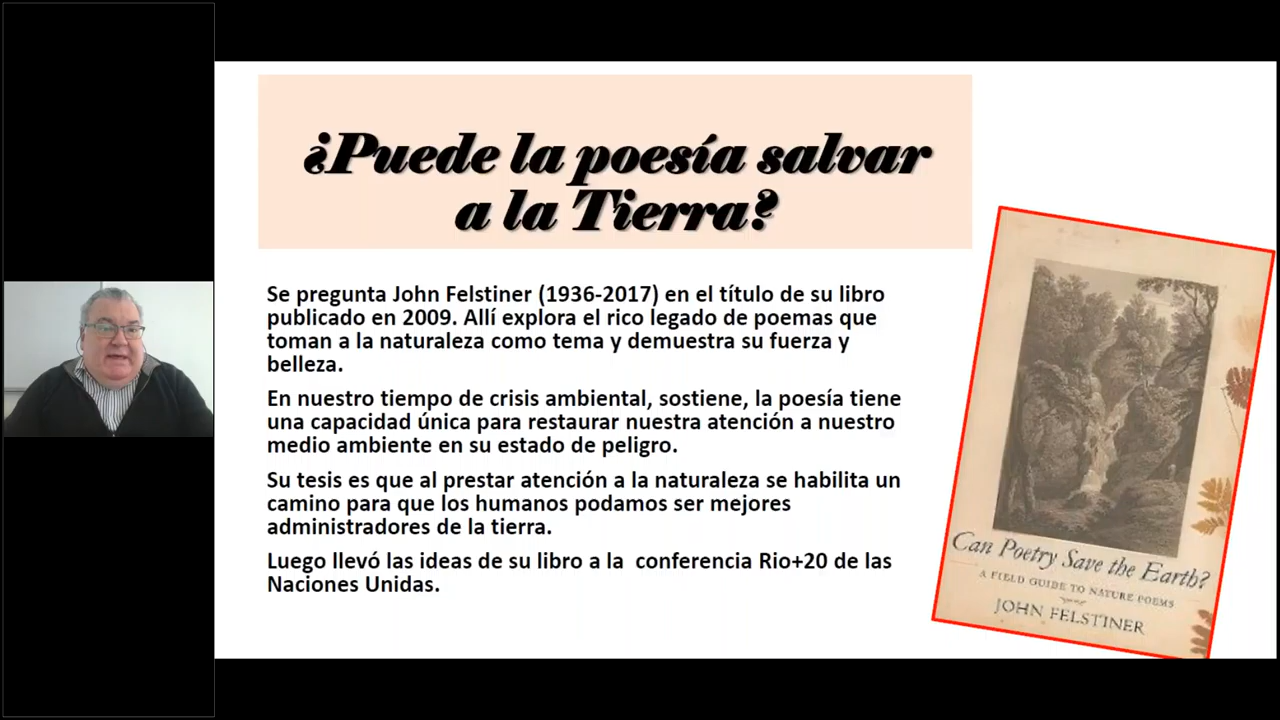 ¿Puede la poesía salvar
a la Tierra?
Se pregunta John Felstiner (1936-2017) en el título de su libro
publicado en 2009. Allí explora el rico legado de poemas que
toman a la naturaleza como tema y demuestra su fuerza y
belleza.
En nuestro tiempo de crisis ambiental, sostiene, la poesía tiene
una capacidad única para restaurar nuestra atención a nuestro
medio ambiente en su estado de peligro.
Su tesis es que al prestar atención a la naturaleza se habilita un
camino para que los humanos podamos ser mejores
administradores de la tierra.
Luego llevó las ideas de su libro a la  conferencia Rio+20 de las
Naciones Unidas.
Can Poetry Save the Earth?
A FIELD GUIDE TO NATURE POEMS
JOHN FELSTINER